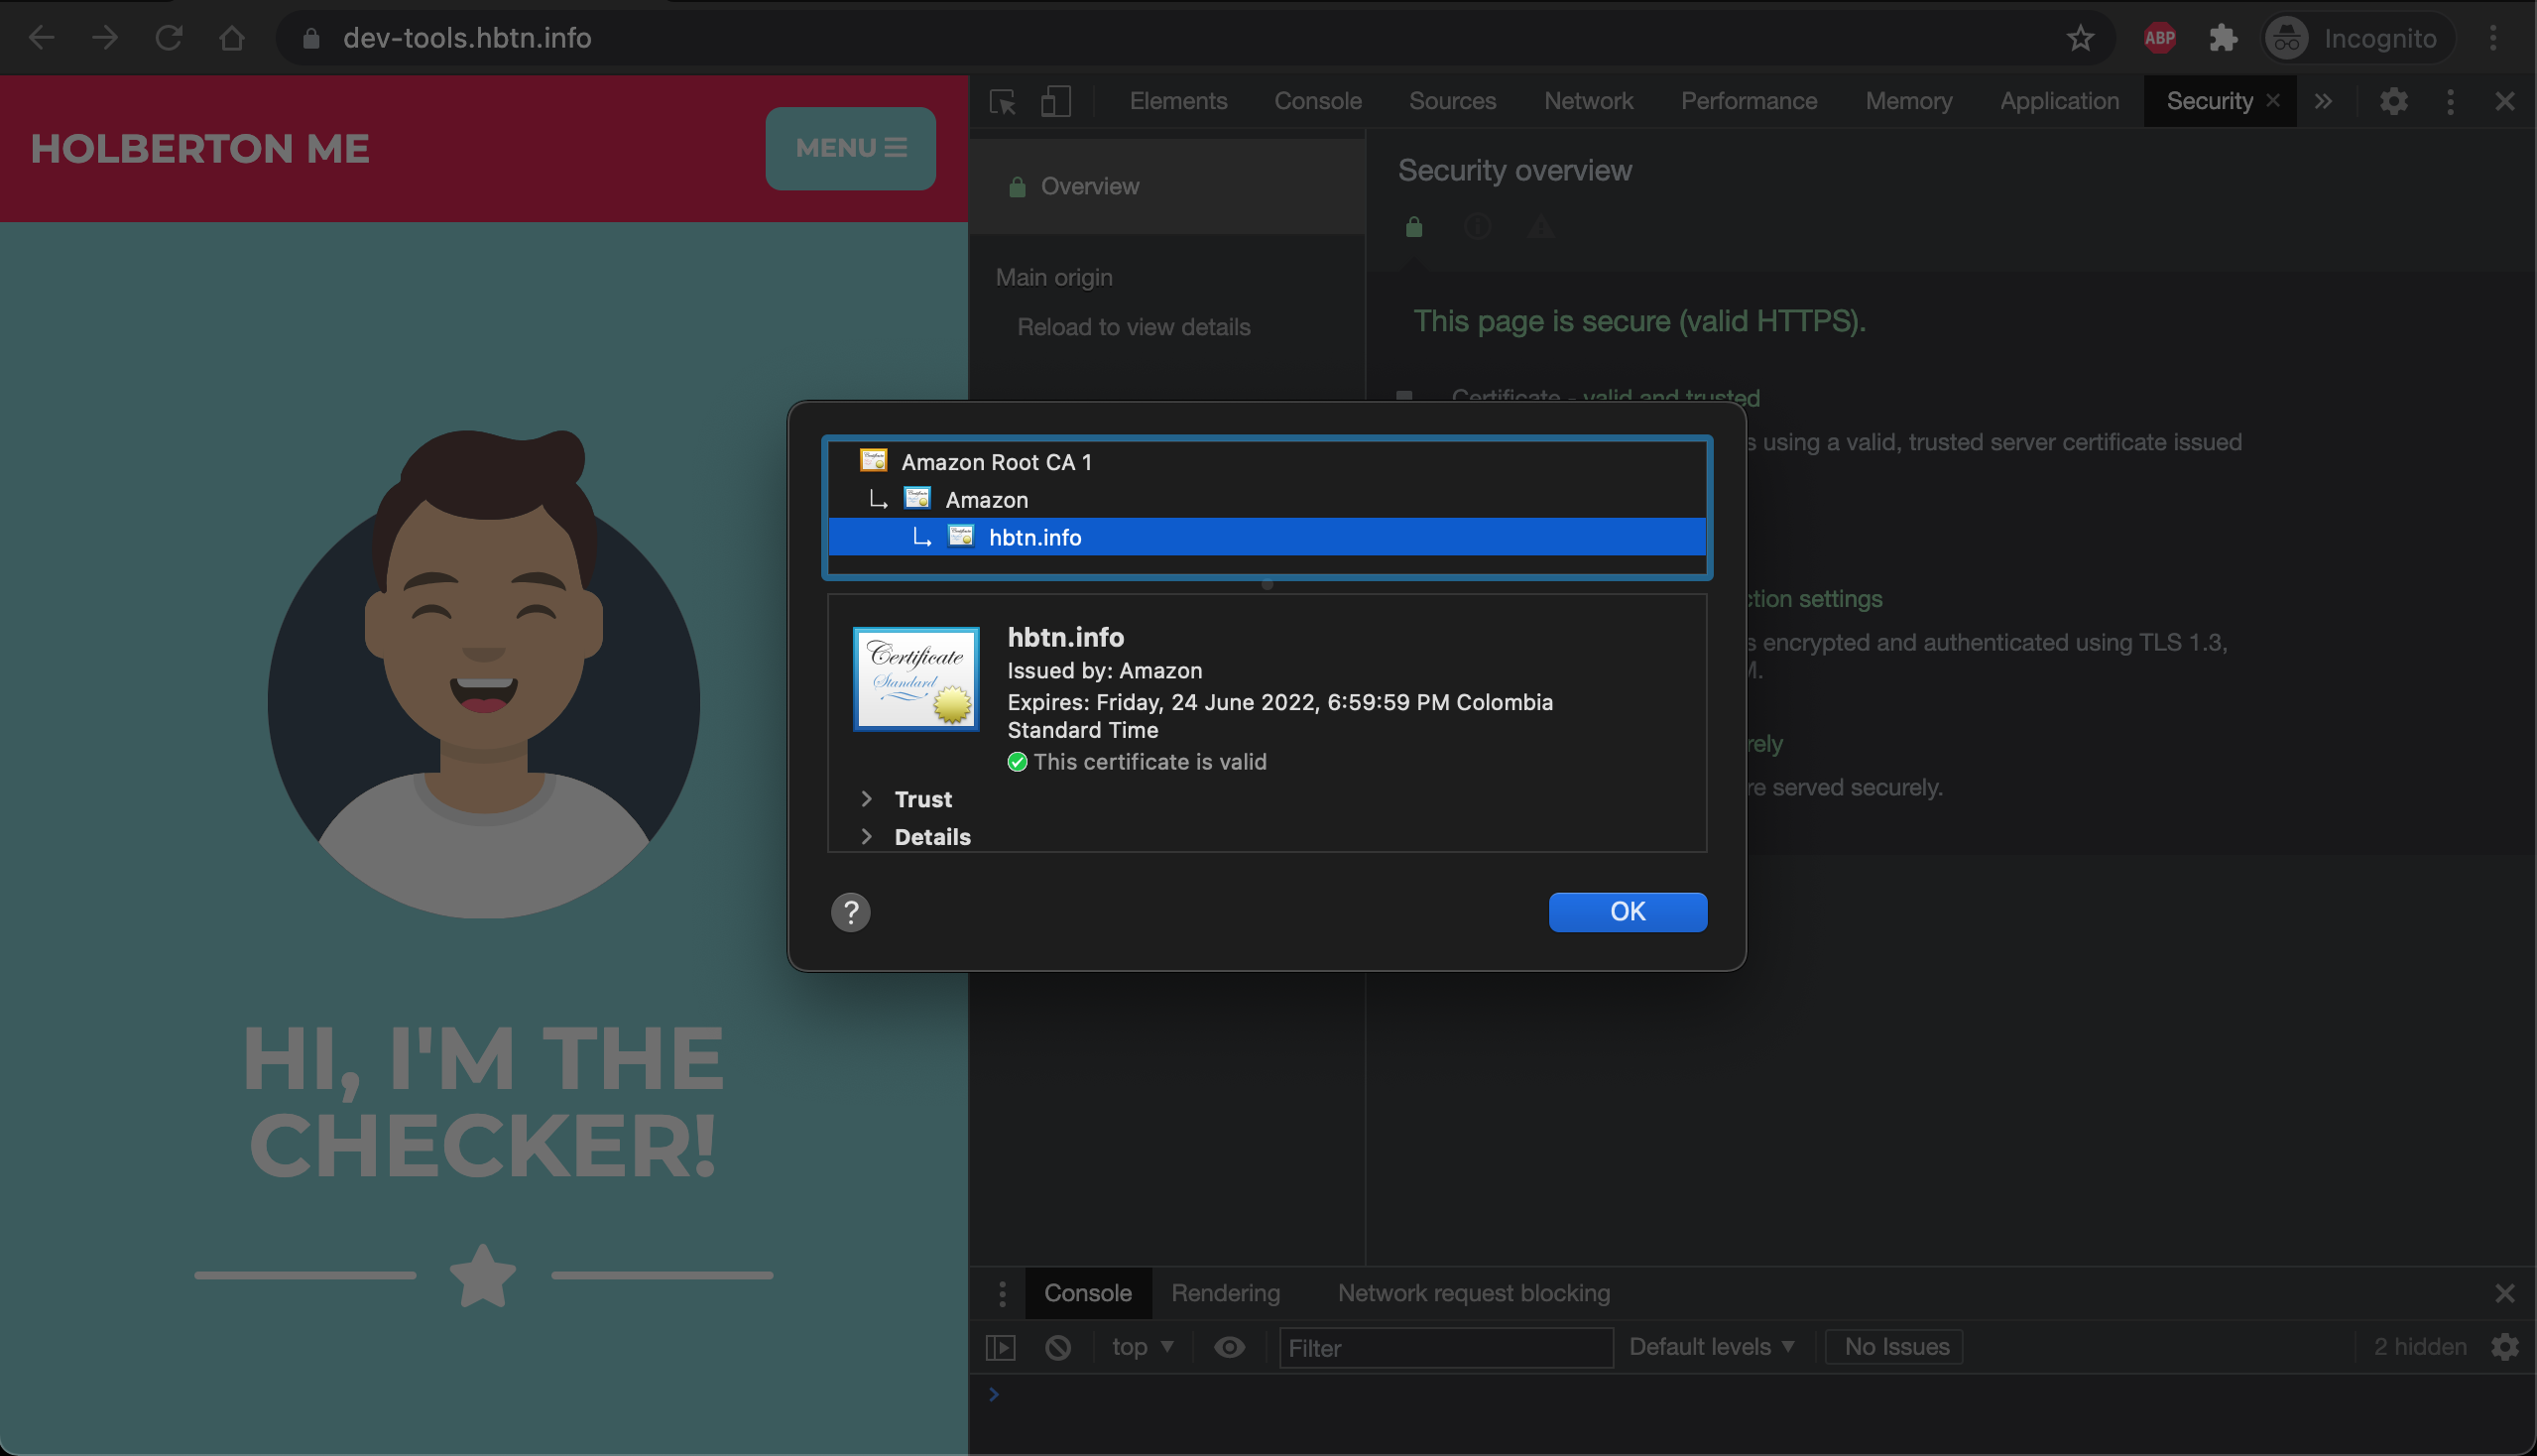 dev-tools.hbtn.info
ABP
Incognito
HOLBERTON ME
MENU
HI, I'M THE
CHECKER!
Elements
Console
Sources
Network
Performance
Memory
Application
Security
Overview
Main origin
Reload to view details
Security overview
This page is secure (valid HTTPS).
Certificate - valid and trusted
s using a valid, trusted server certificate issued
ction settings
s encrypted and authenticated using TLS 1.3,
M.
rely
re served securely.
Amazon Root CA 1
Amazon
hbtn.info
Certificate
Standard
hbtn.info
Issued by: Amazon
Expires: Friday, 24 June 2022, 6:59:59 PM Colombia
Standard Time
This certificate is valid
Trust
Details
?
OK
Console
Rendering
Network request blocking
top
Filter
Default levels
No Issues
2 hidden